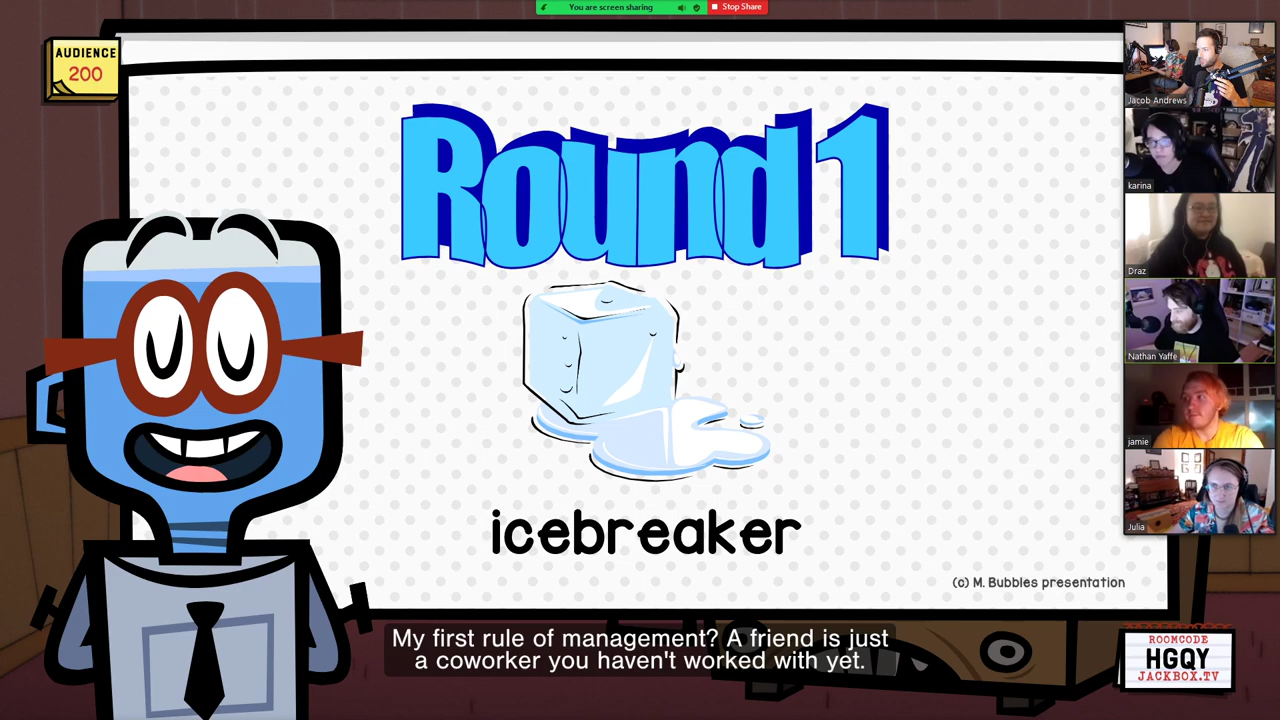 You are screen sharing
Stop Share
AUDIENCE
200
Round 1
icebreaker
(c) M. Bubbles presentation
My first rule of management? A friend is just
a coworker you haven't worked with yet.
Jacob Andrews
karina
Draz
Nathan Yaffe
jamie
Julia
ROOMCODE
HGQY
JACKBOX.TV